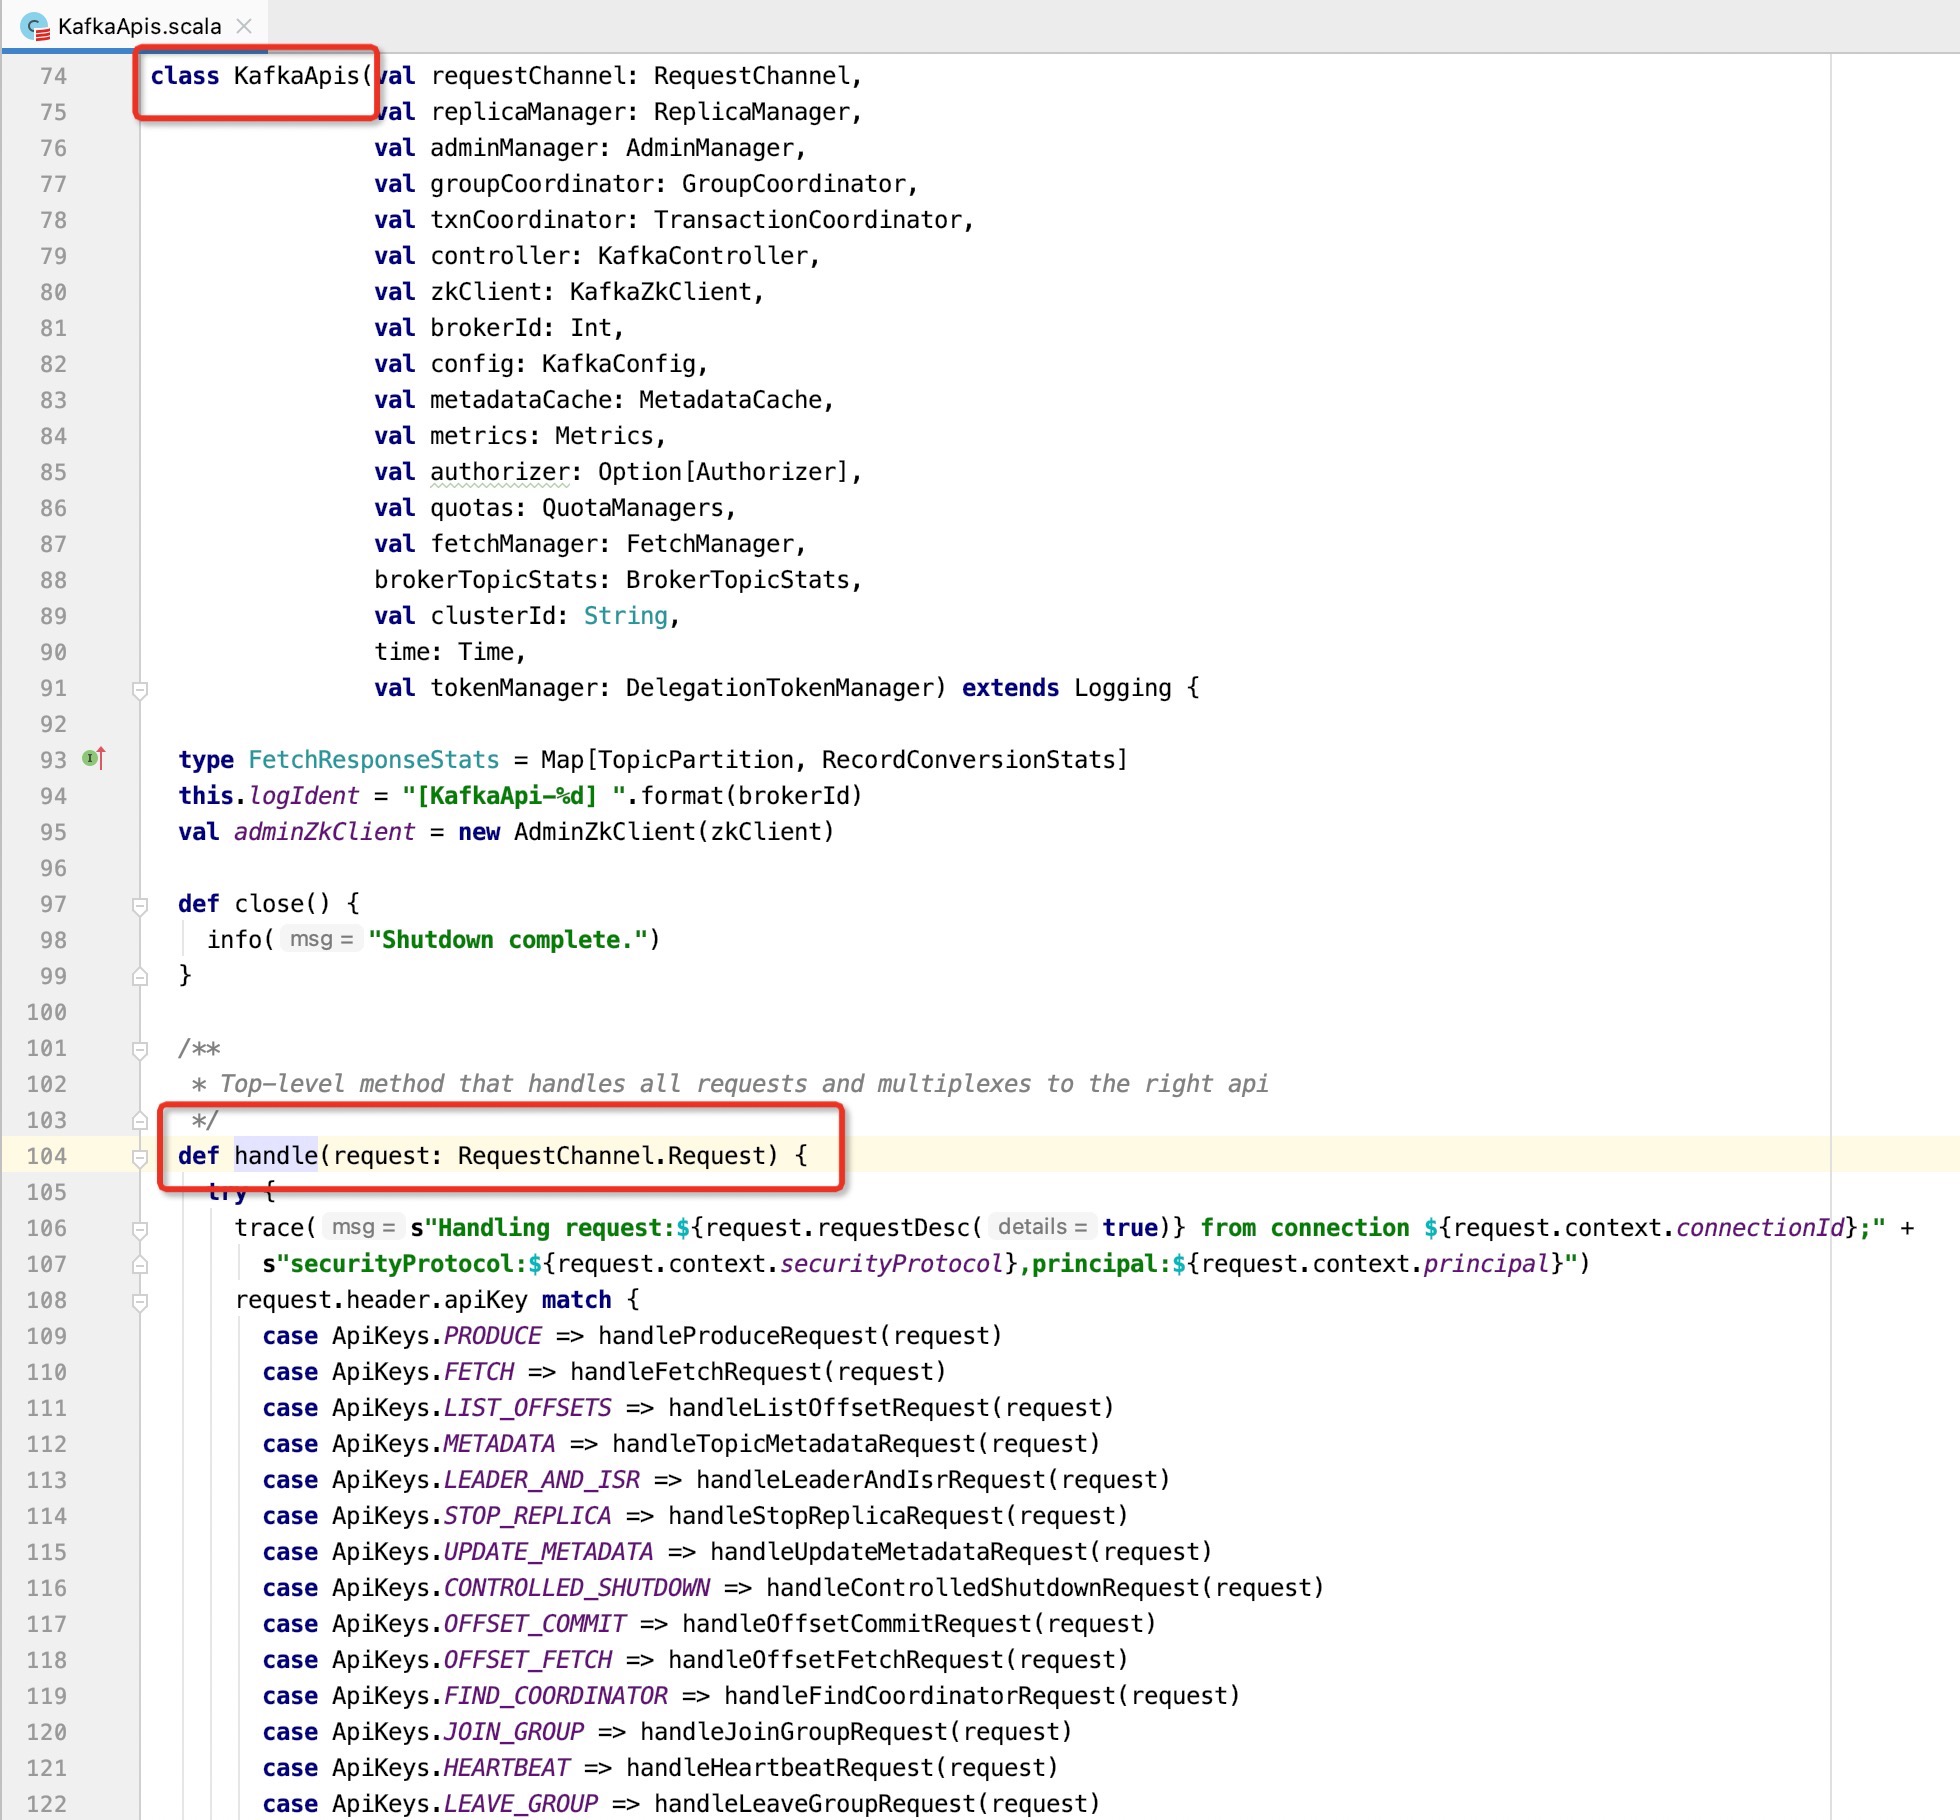 KafkaApis.scala
74 class KafkaApis(val requestChannel: RequestChannel,
75 val replicaManager: ReplicaManager,
76 val adminManager: AdminManager,
77 val groupCoordinator: GroupCoordinator,
78 val txnCoordinator: TransactionCoordinator,
79 val controller: KafkaController,
80 val zkClient: KafkaZkClient,
81 val brokerId: Int,
82 val config: KafkaConfig,
83 val metadataCache: MetadataCache,
84 val metrics: Metrics,
85 val authorizer: Option[Authorizer],
86 val quotas: QuotaManagers,
87 val fetchManager: FetchManager,
88 brokerTopicStats: BrokerTopicStats,
89 val clusterId: String,
90 time: Time,
91 val tokenManager: DelegationTokenManager) extends Logging {
92
93 type FetchResponseStats = Map[TopicPartition, RecordConversionStats]
94 this.logIdent = "[KafkaApi-%d] ".format(brokerId)
95 val adminZkClient = new AdminZkClient(zkClient)
96
97 def close() {
98 info( msg = "Shutdown complete.")
99 }
100
101 /**
102 * Top-level method that handles all requests and multiplexes to the right api
103 */
104 def handle(request: RequestChannel.Request) {
105 try {
106 trace( msg = s"Handling request:${request.requestDesc( details = true)} from connection ${request.context.connectionId};" +
107 s"securityProtocol:${request.context.securityProtocol},principal:${request.context.principal}")
108 request.header.apiKey match {
109 case ApiKeys.PRODUCE => handleProduceRequest(request)
110 case ApiKeys.FETCH => handleFetchRequest(request)
111 case ApiKeys.LIST_OFFSETS => handleListOffsetRequest(request)
112 case ApiKeys.METADATA => handleTopicMetadataRequest(request)
113 case ApiKeys.LEADER_AND_ISR => handleLeaderAndIsrRequest(request)
114 case ApiKeys.STOP_REPLICA => handleStopReplicaRequest(request)
115 case ApiKeys.UPDATE_METADATA => handleUpdateMetadataRequest(request)
116 case ApiKeys.CONTROLLED_SHUTDOWN => handleControlledShutdownRequest(request)
117 case ApiKeys.OFFSET_COMMIT => handleOffsetCommitRequest(request)
118 case ApiKeys.OFFSET_FETCH => handleOffsetFetchRequest(request)
119 case ApiKeys.FIND_COORDINATOR => handleFindCoordinatorRequest(request)
120 case ApiKeys.JOIN_GROUP => handleJoinGroupRequest(request)
121 case ApiKeys.HEARTBEAT => handleHeartbeatRequest(request)
122 case ApiKeys.LEAVE_GROUP => handleLeaveGroupRequest(request)